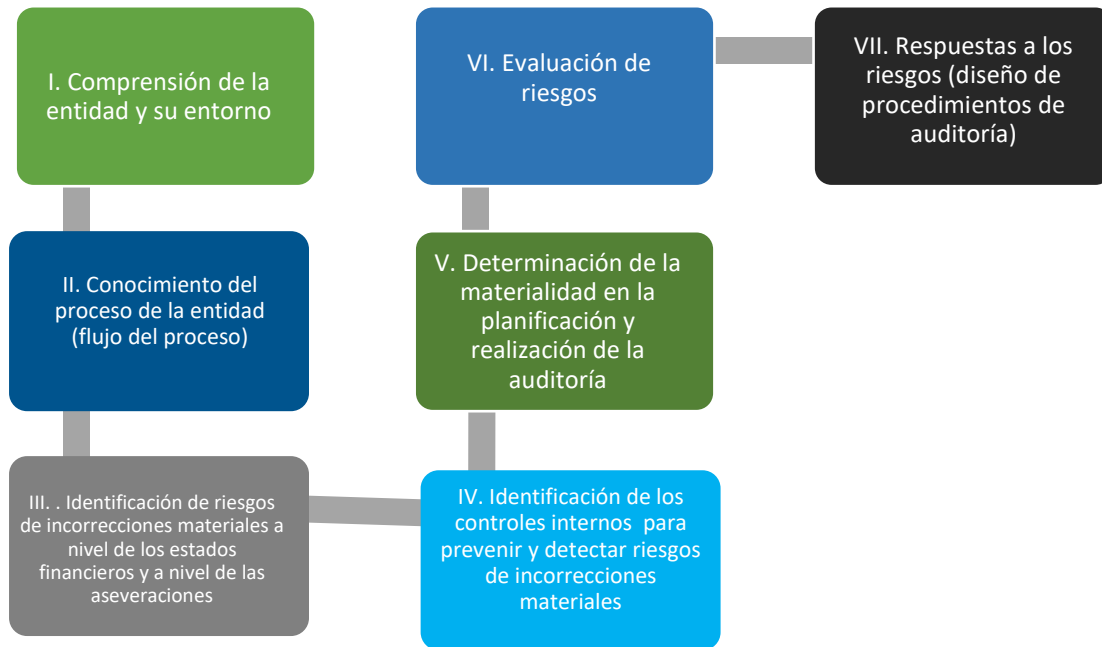 I. Comprensión de la
entidad y su entorno
II. Conocimiento del
proceso de la entidad
(flujo del proceso)
III. . Identificación de riesgos
de incorrecciones materiales a
nivel de los estados
financieros y a nivel de las
aseveraciones
IV. Identificación de los
controles internos  para
prevenir y detectar riesgos
de incorrecciones
materiales
V. Determinación de la
materialidad en la
planificación y
realización de la
auditoría
VI. Evaluación de
riesgos
VII. Respuestas a los
riesgos (diseño de
procedimientos de
auditoría)